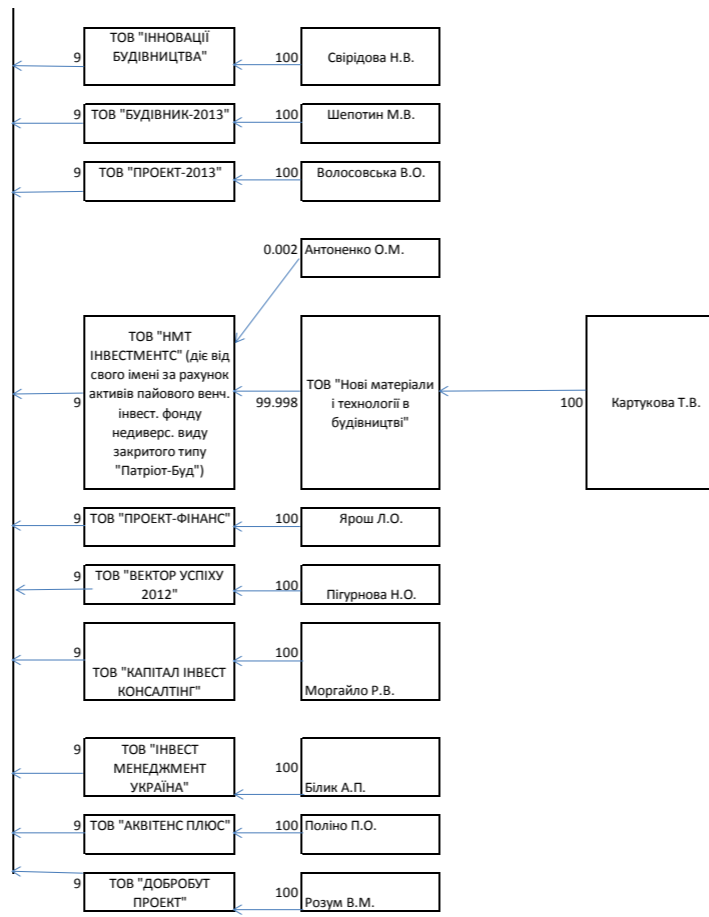 ТОВ "ІННОВАЦІЇ
БУДІВНИЦТВА"
9
100
Свірідова Н.В.
9
ТОВ "БУДІВНИК-2013"
100
Шепотин М.В.
9
ТОВ "ПРОЕКТ-2013"
100
Волосовська В.О.
0.002
Антоненко О.М.
ТОВ "НМТ
ІНВЕСТМЕНТС" (діє від
свого імені за рахунок
активів пайового венч.
інвест. фонду
недиверс. виду
закритого типу
"Патріот-Буд")
9
99.998
ТОВ "Нові матеріали
і технології в
будівництві"
100
Картукова Т.В.
9
ТОВ "ПРОЕКТ-ФІНАНС"
100
Ярош Л.О.
9
ТОВ "ВЕКТОР УСПІХУ
2012"
100
Пігурнова Н.О.
9
ТОВ "КАПІТАЛ ІНВЕСТ
КОНСАЛТІНГ"
100
Моргайло Р.В.
9
ТОВ "ІНВЕСТ
МЕНЕДЖМЕНТ
УКРАЇНА"
100
Білик А.П.
9
ТОВ "АКВІТЕНС ПЛЮС"
100
Поліно П.О.
9
ТОВ "ДОБРОБУТ
ПРОЕКТ"
100
Розум В.М.